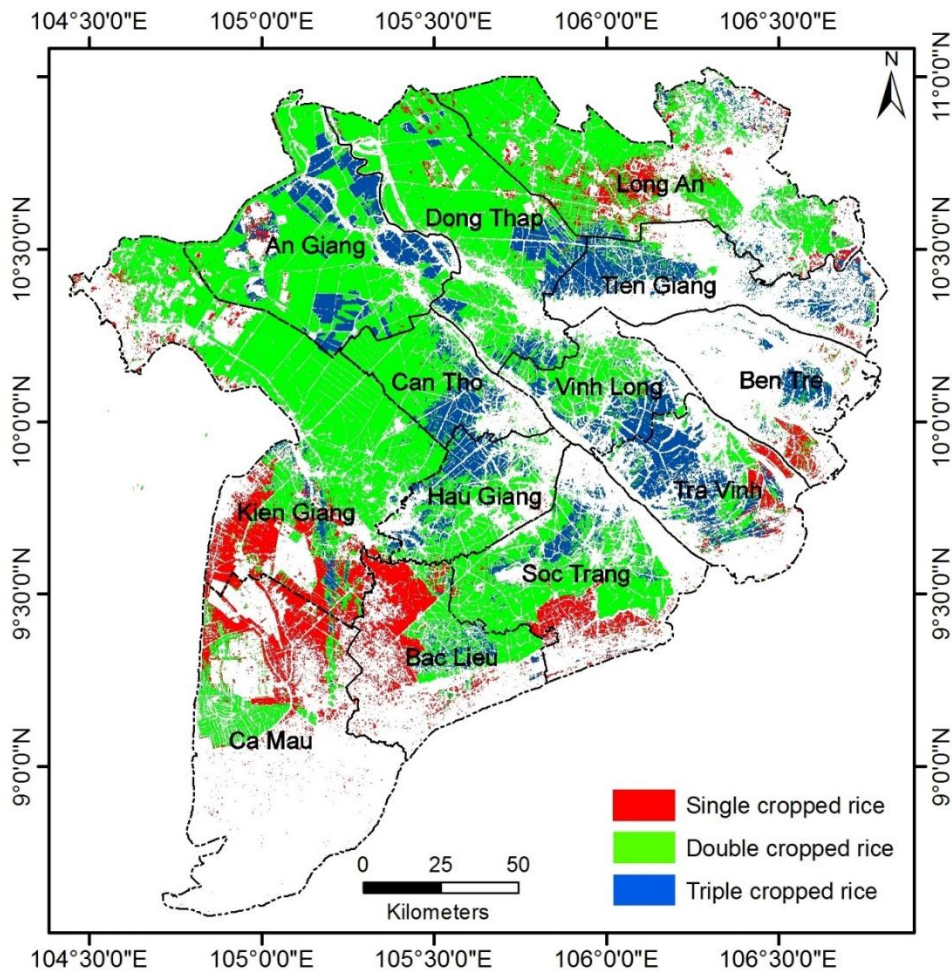 104°30'0"E 105°0'0"E 105°30'0"E 106°0'0"E 106°30'0"E
11°0'0"N
N
Long An
Dong Thap
An Giang
10°30'0"N 10°30'0"N
Tien Giang
Can Tho
Vinh Long
Ben Tre
10°0'0"N 10°0'0"N
Hau Giang
Tra Vinh
Kien Giang
Soc Trang
9°30'0"N 9°30'0"N
Bac Lieu
Ca Mau
9°0'0"N 9°0'0"N
Single cropped rice
Double cropped rice
Triple cropped rice
0 25 50
Kilometers
104°30'0"E 105°0'0"E 105°30'0"E 106°0'0"E 106°30'0"E